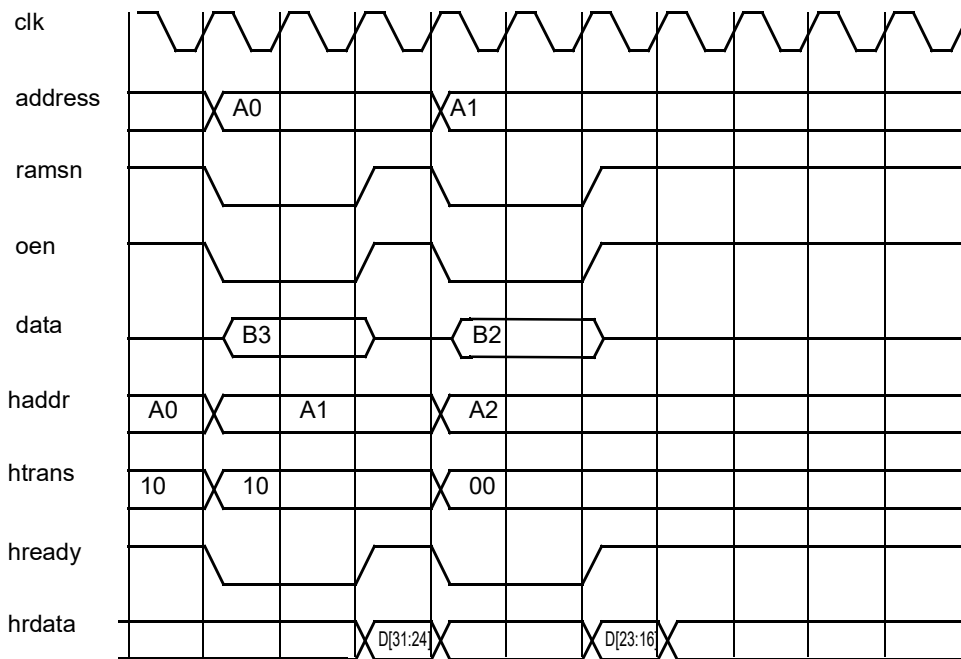 clk
address A0 A1
ramsn
oen
data B3 B2
haddr A0 A1 A2
htrans 10 10 00
hready
hrdata D[31:24] D[23:16]